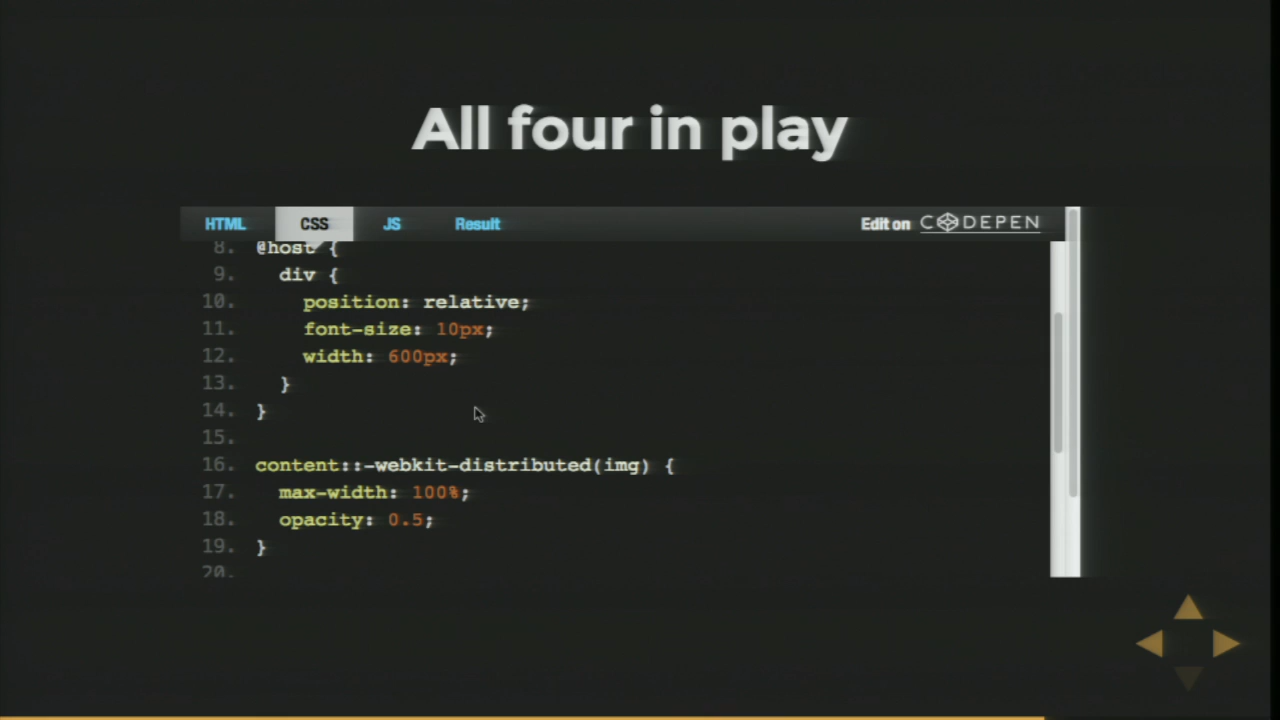 All four in play
HTML CSS JS Result Edit on CODEPEN
8. @host {
9. div {
10. position: relative;
11. font-size: 10px;
12. width: 600px;
13. }
14. }
15.
16. content::-webkit-distributed(img) {
17. max-width: 100%;
18. opacity: 0.5;
19. }
20.